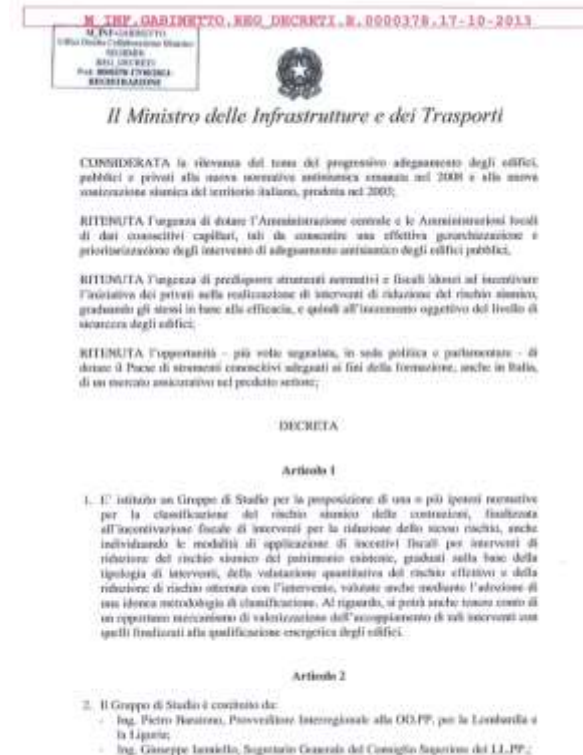 M_INF.GABINETTO.REG_DECRETI.R.0000378.17-10-2013
M_INF-GABINETTO
REG_DECRETI
REGISTRAZIONE
Il Ministro delle Infrastrutture e dei Trasporti
CONSIDERATA la rilevanza del tema del progressivo adeguamento degli edifici,
pubblici e privati alla nuova normativa antisismica emanata nel 2008 e alla nuova
zonizzazione sismica del territorio italiano, prodotta nel 2003;
RITENUTA l'urgenza di dotare l'Amministrazione centrale e le Amministrazioni locali
di dati conoscitivi capillari, tali da consentire una effettiva gerarchizzazione e
prioritarizzazione degli intervento di adeguamento antisismico degli edifici pubblici,
RITENUTA l'urgenza di predisporre strumenti normativi e fiscali idonei ad incentivare
l'iniziativa dei privati nella realizzazione di interventi di riduzione del rischio sismico,
graduando gli stessi in base alla efficacia, e quindi all'incremento oggettivo del livello di
sicurezza degli edifici;
RITENUTA l'opportunità - più volte segnalata, in sede politica e parlamentare - di
dotare il Paese di strumenti conoscitivi adeguati ai fini della formazione, anche in Italia,
di un mercato assicurativo nel predetto settore;
DECRETA
Articolo 1
1. E' istituito un Gruppo di Studio per la proposizione di una o più ipotesi normative
per la classificazione del rischio sismico delle costruzioni, finalizzata
all'incentivazione fiscale di interventi per la riduzione dello stesso rischio, anche
individuando le modalità di applicazione di incentivi fiscali per interventi di
riduzione del rischio sismico del patrimonio esistente, graduati sulla base della
tipologia di interventi, della valutazione quantitativa del rischio effettivo e della
riduzione di rischio ottenuta con l'intervento, valutate anche mediante l'adozione di
una idonea metodologia di classificazione. Al riguardo, si potrà anche tenere conto di
un opportuno meccanismo di valorizzazione dell'accoppiamento di tali interventi con
quelli finalizzati alla qualificazione energetica degli edifici.
Articolo 2
2. Il Gruppo di Studio è costituito da:
- Ing. Pietro Baratono, Provveditore Interregionale alle OO.PP. per la Lombardia e
la Liguria;
- Ing. Giuseppe Ianniello, Segretario Generale del Consiglio Superiore dei LL.PP.;